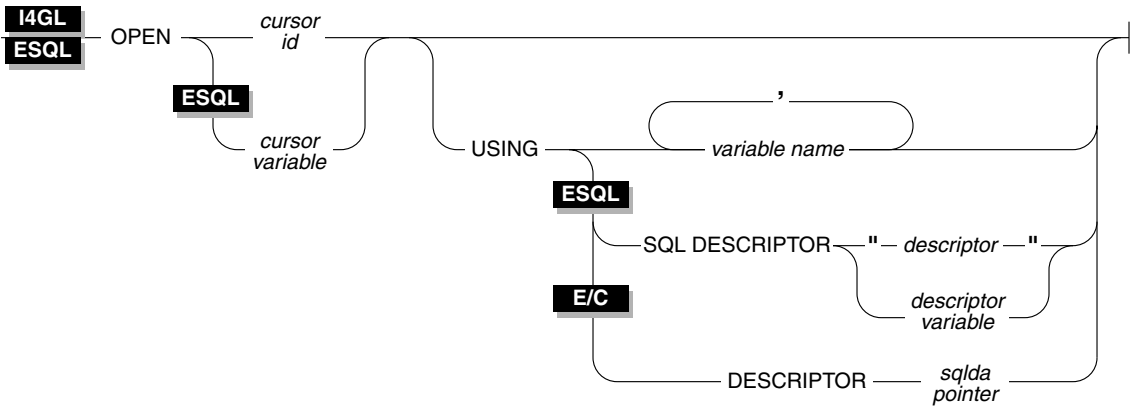 I4GL
ESQL
OPEN
cursor
id
ESQL
cursor
variable
USING
,
variable name
ESQL
SQL DESCRIPTOR
" descriptor "
descriptor
variable
E/C
DESCRIPTOR
sqlda
pointer